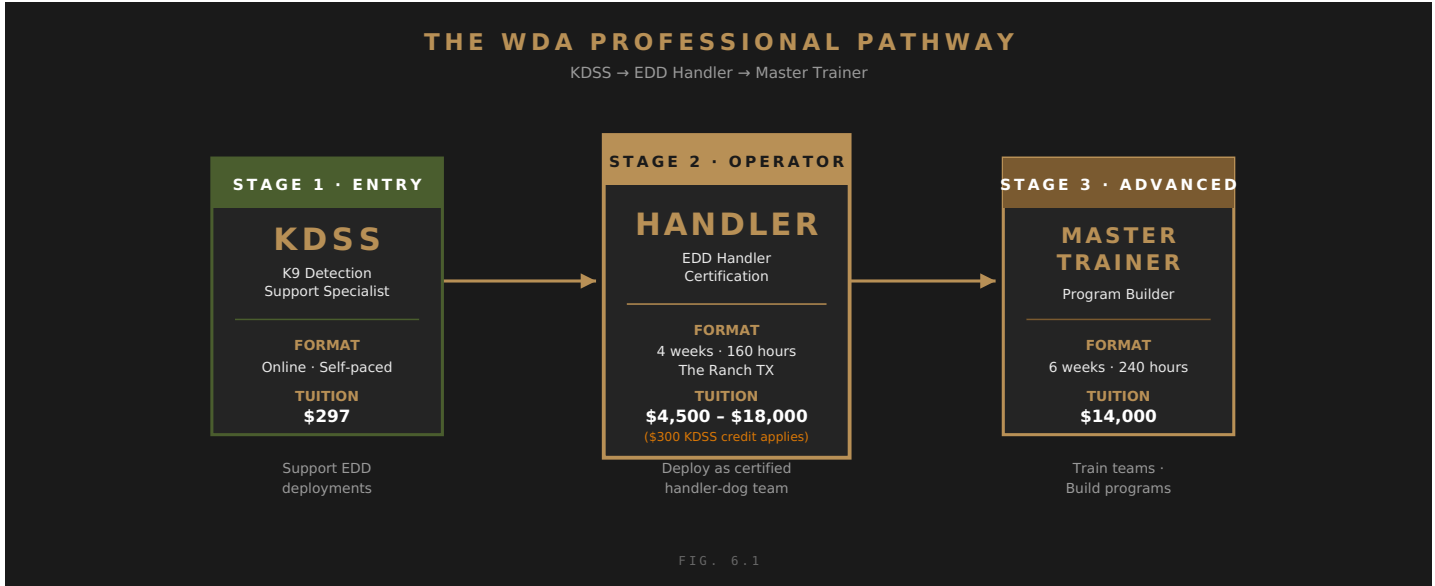 THE WDA PROFESSIONAL PATHWAY
KDSS → EDD Handler → Master Trainer
STAGE 1 · ENTRY
KDSS
K9 Detection
Support Specialist
FORMAT
Online · Self-paced
TUITION
$297
Support EDD
deployments
STAGE 2 · OPERATOR
HANDLER
EDD Handler
Certification
FORMAT
4 weeks · 160 hours
The Ranch TX
TUITION
$4,500 – $18,000
($300 KDSS credit applies)
Deploy as certified
handler-dog team
STAGE 3 · ADVANCED
MASTER
TRAINER
Program Builder
FORMAT
6 weeks · 240 hours
TUITION
$14,000
Train teams ·
Build programs
FIG. 6.1